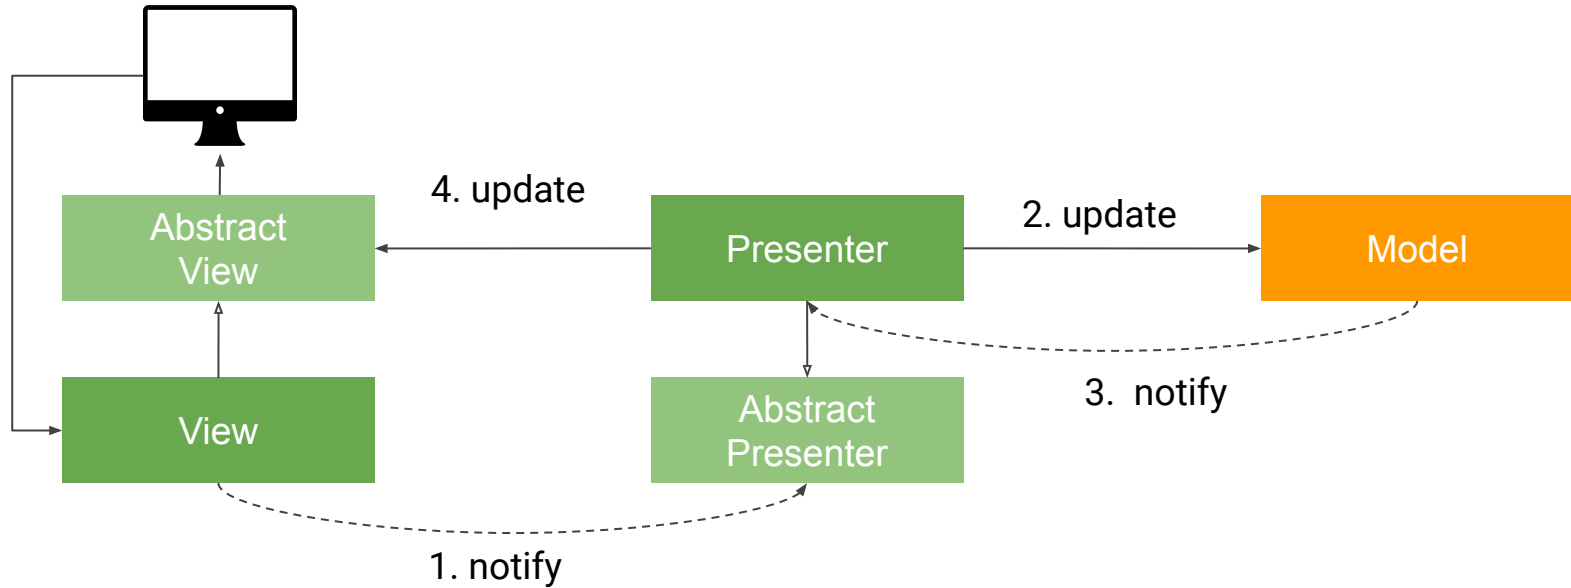 4. update
2. update
Abstract
View
Presenter
Model
3.  notify
View
Abstract
Presenter
1. notify